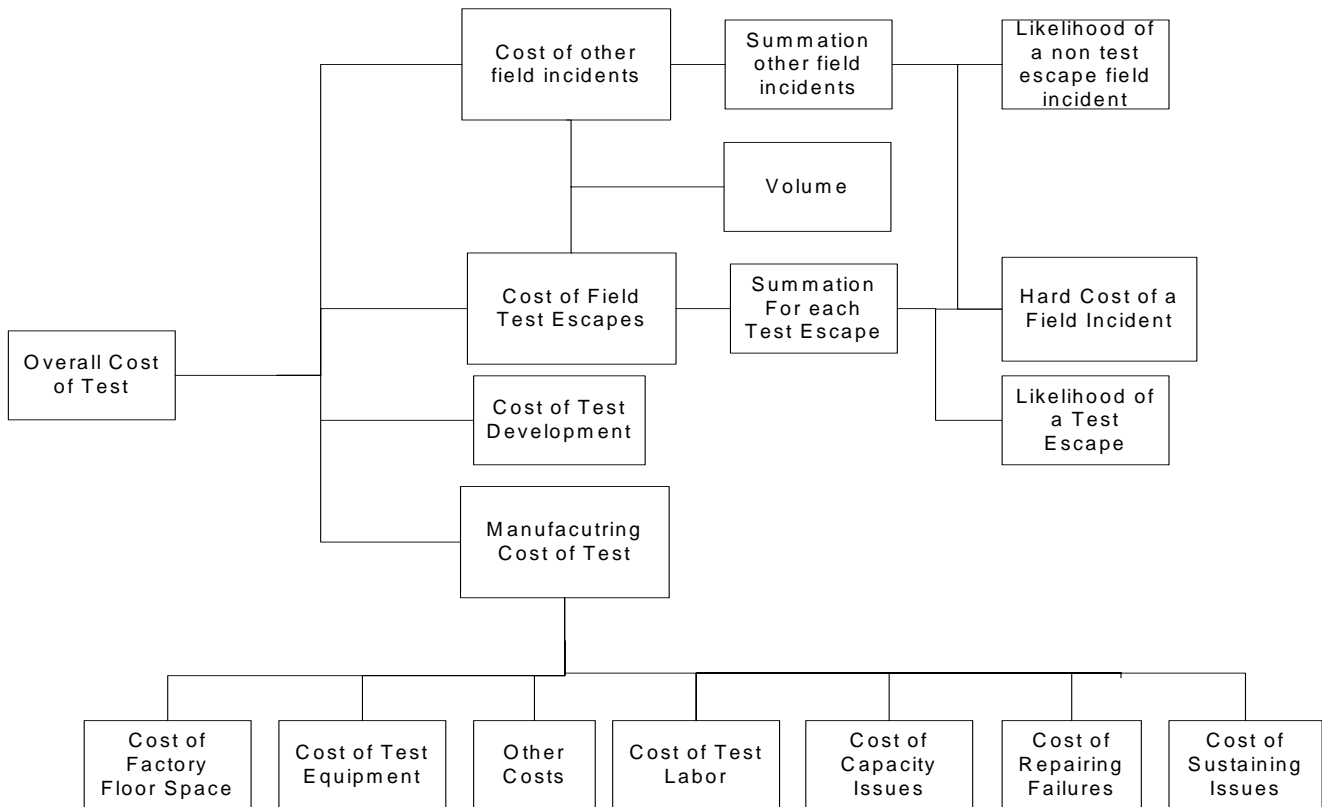 Cost of other
field incidents
Summation
other field
incidents
Likelihood of
a non test
escape field
incident
Volume
Cost of Field
Test Escapes
Summation
For each
Test Escape
Hard Cost of a
Field Incident
Overall Cost
of Test
Cost of Test
Development
Likelihood of
a Test
Escape
Manufacutring
Cost of Test
Cost of
Factory
Floor Space
Cost of Test
Equipment
Other
Costs
Cost of Test
Labor
Cost of
Capacity
Issues
Cost of
Repairing
Failures
Cost of
Sustaining
Issues